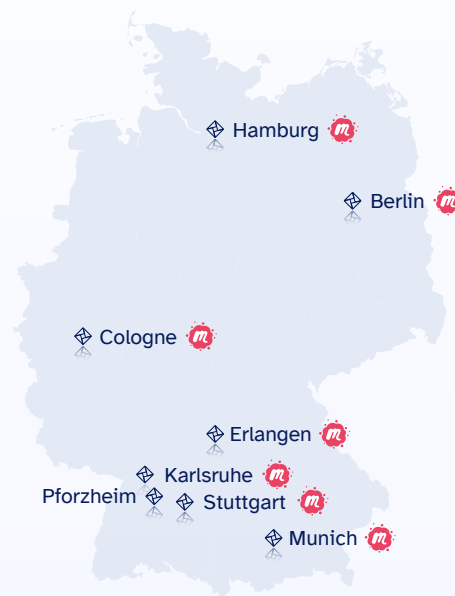 Hamburg
Berlin
Cologne
Erlangen
Karlsruhe
Pforzheim
Stuttgart
Munich